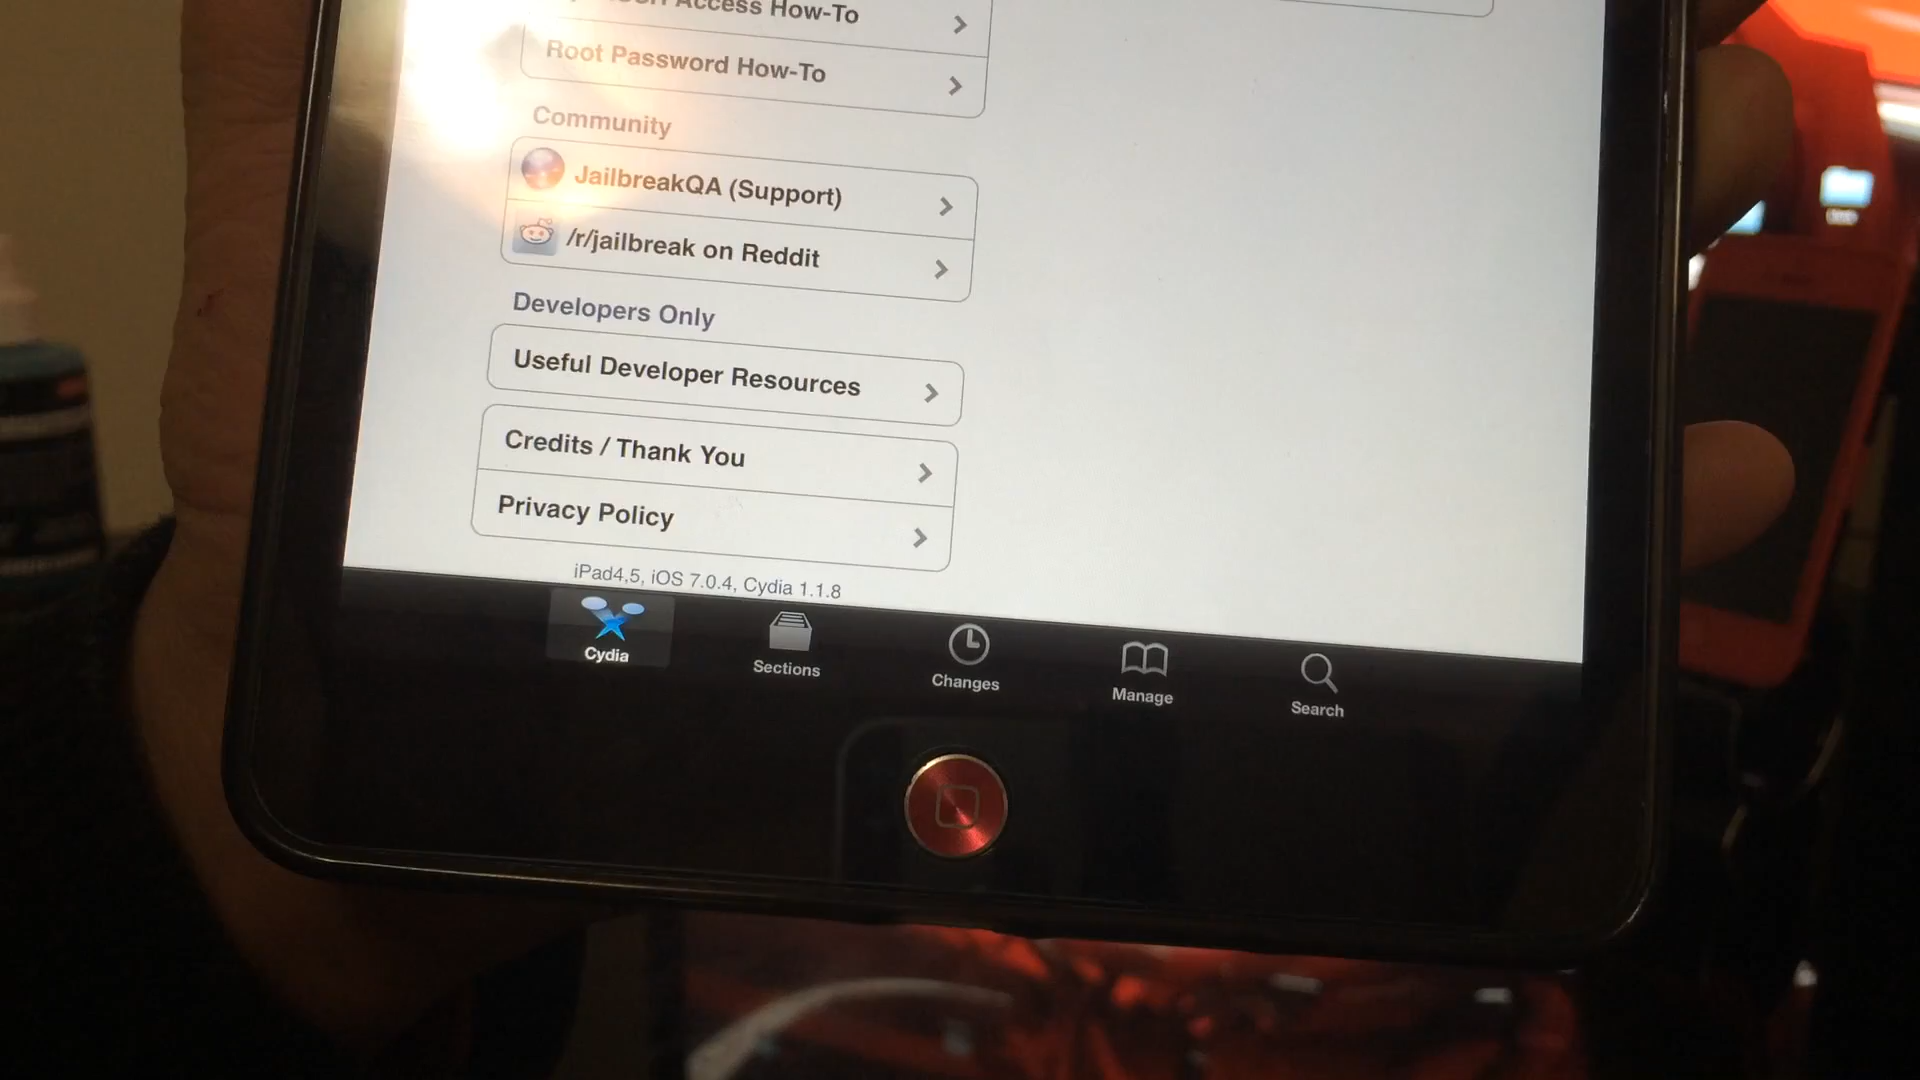 Access How-To
Root Password How-To
Community
JailbreakQA (Support)
/r/jailbreak on Reddit
Developers Only
Useful Developer Resources
Credits / Thank You
Privacy Policy
iPad4,5, iOS 7.0.4, Cydia 1.1.8
Cydia
Sections
Changes
Manage
Search